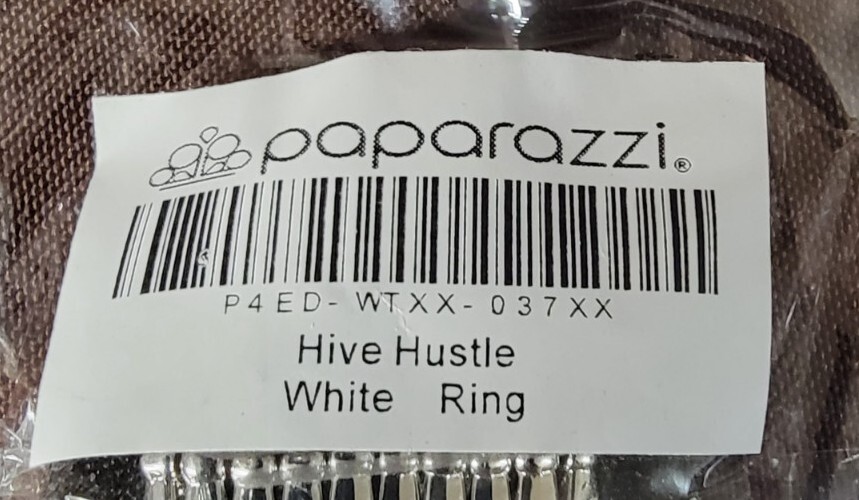 paparazzi®
P4ED-WTXX-037XX
Hive Hustle
White Ring